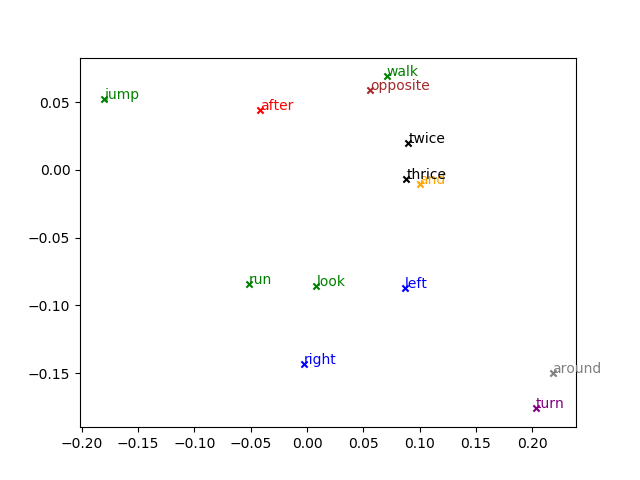 walk
opposite
jump
after
twice
thrice
and
run
look
left
right
around
turn
0.05
0.00
−0.05
−0.10
−0.15
−0.20
−0.15
−0.10
−0.05
0.00
0.05
0.10
0.15
0.20